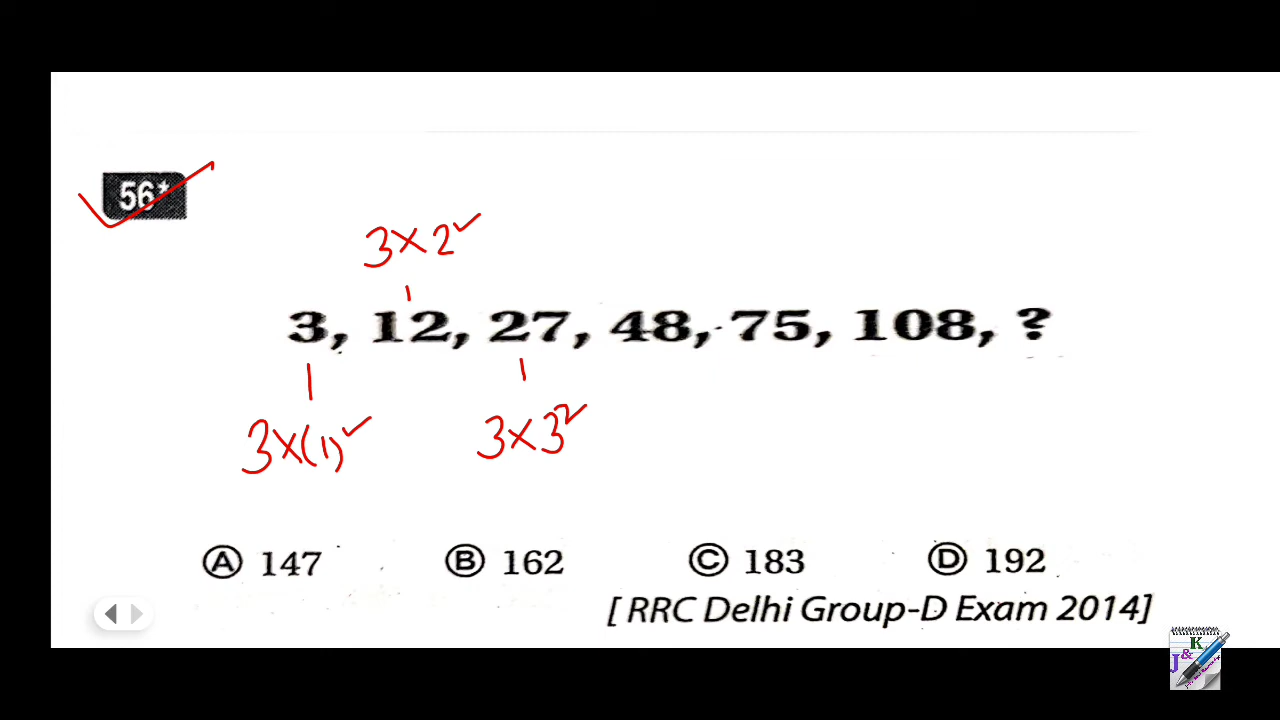 56*
3×2²
3, 12, 27, 48, 75, 108, ?
3×(1)²
3×3²
Ⓐ 147 Ⓑ 162 Ⓒ 183 Ⓓ 192
[ RRC Delhi Group-D Exam 2014]
J&K